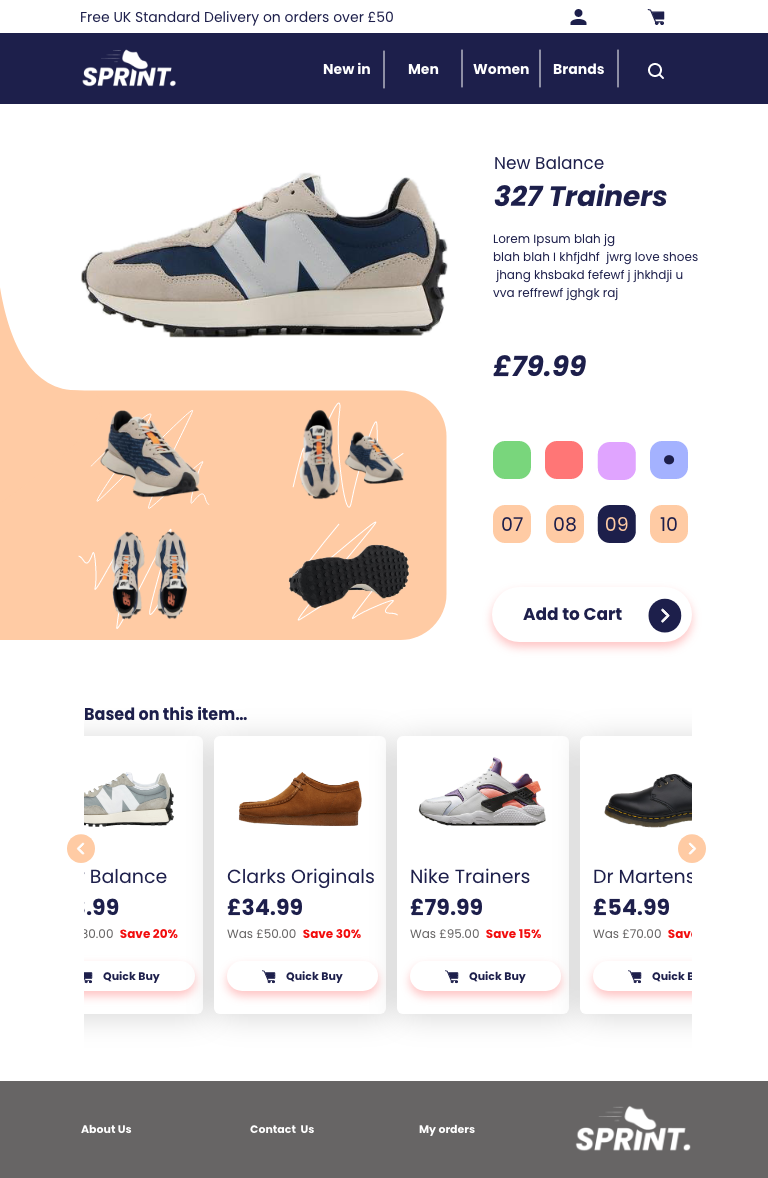 Free UK Standard Delivery on orders over £50
SPRINT.
New in
Men
Women
Brands
New Balance
327 Trainers
Lorem Ipsum blah jg
blah blah l khfjdhf jwrg love shoes
jhang khsbakd fefewf j jhkhdji u
vva reffrewf jghgk raj
£79.99
07
08
09
10
Add to Cart
Based on this item...
Balance
.99
Save 20%
Quick Buy
Clarks Originals
£34.99
Was £50.00 Save 30%
Quick Buy
Nike Trainers
£79.99
Was £95.00 Save 15%
Quick Buy
Dr Martens
£54.99
Was £70.00
Quick
About Us
Contact Us
My orders
SPRINT.